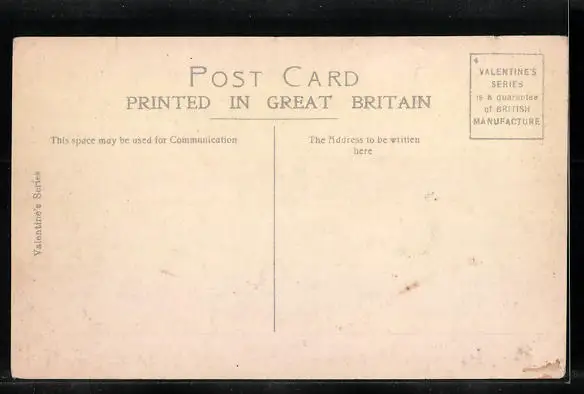 POST CARD
PRINTED IN GREAT BRITAIN
VALENTINE'S
SERIES
is a guarantee
of BRITISH
MANUFACTURE
This space may be used for Communication
The Address to be written
here
Valentine's Series